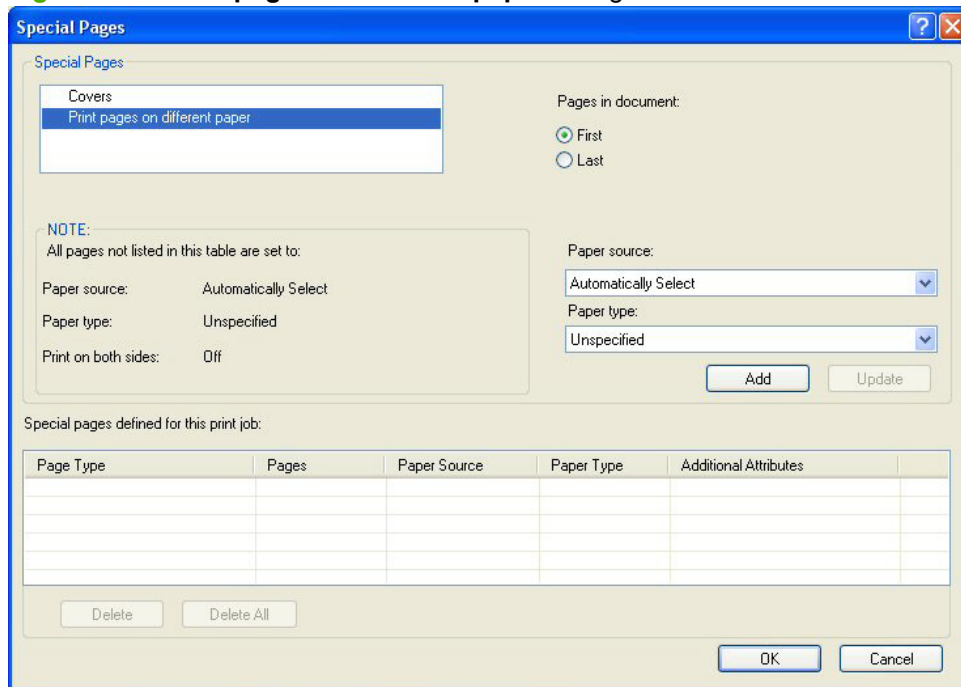 Special Pages
Special Pages
Covers
Print pages on different paper
Pages in document:
First
Last
NOTE:
All pages not listed in this table are set to:
Paper source: Automatically Select
Paper type: Unspecified
Print on both sides: Off
Paper source:
Automatically Select
Paper type:
Unspecified
Add Update
Special pages defined for this print job:
Page Type Pages Paper Source Paper Type Additional Attributes
Delete Delete All
OK Cancel